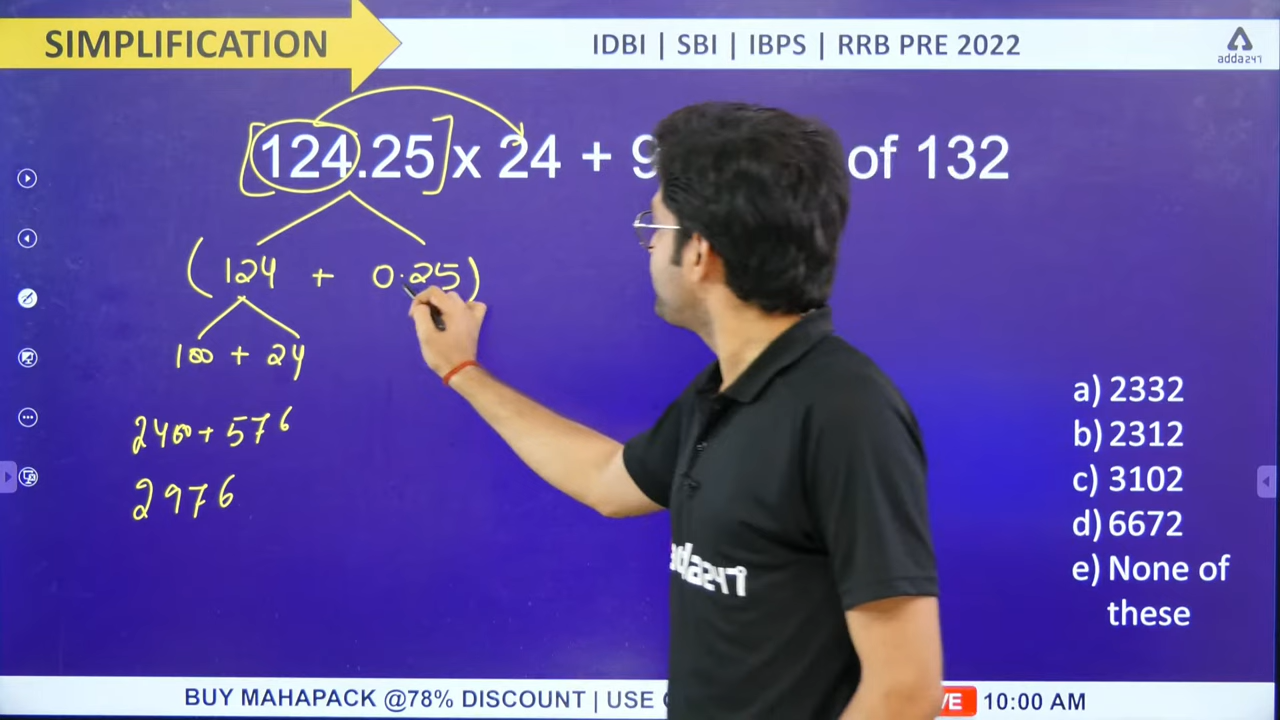 SIMPLIFICATION
IDBI | SBI | IBPS | RRB PRE 2022
adda247
[124.25] x 24 + 9 of 132
(124 + 0.25)
100 + 24
2400 + 576
2976
a) 2332
b) 2312
c) 3102
d) 6672
e) None of
these
BUY MAHAPACK @78% DISCOUNT | USE
10:00 AM